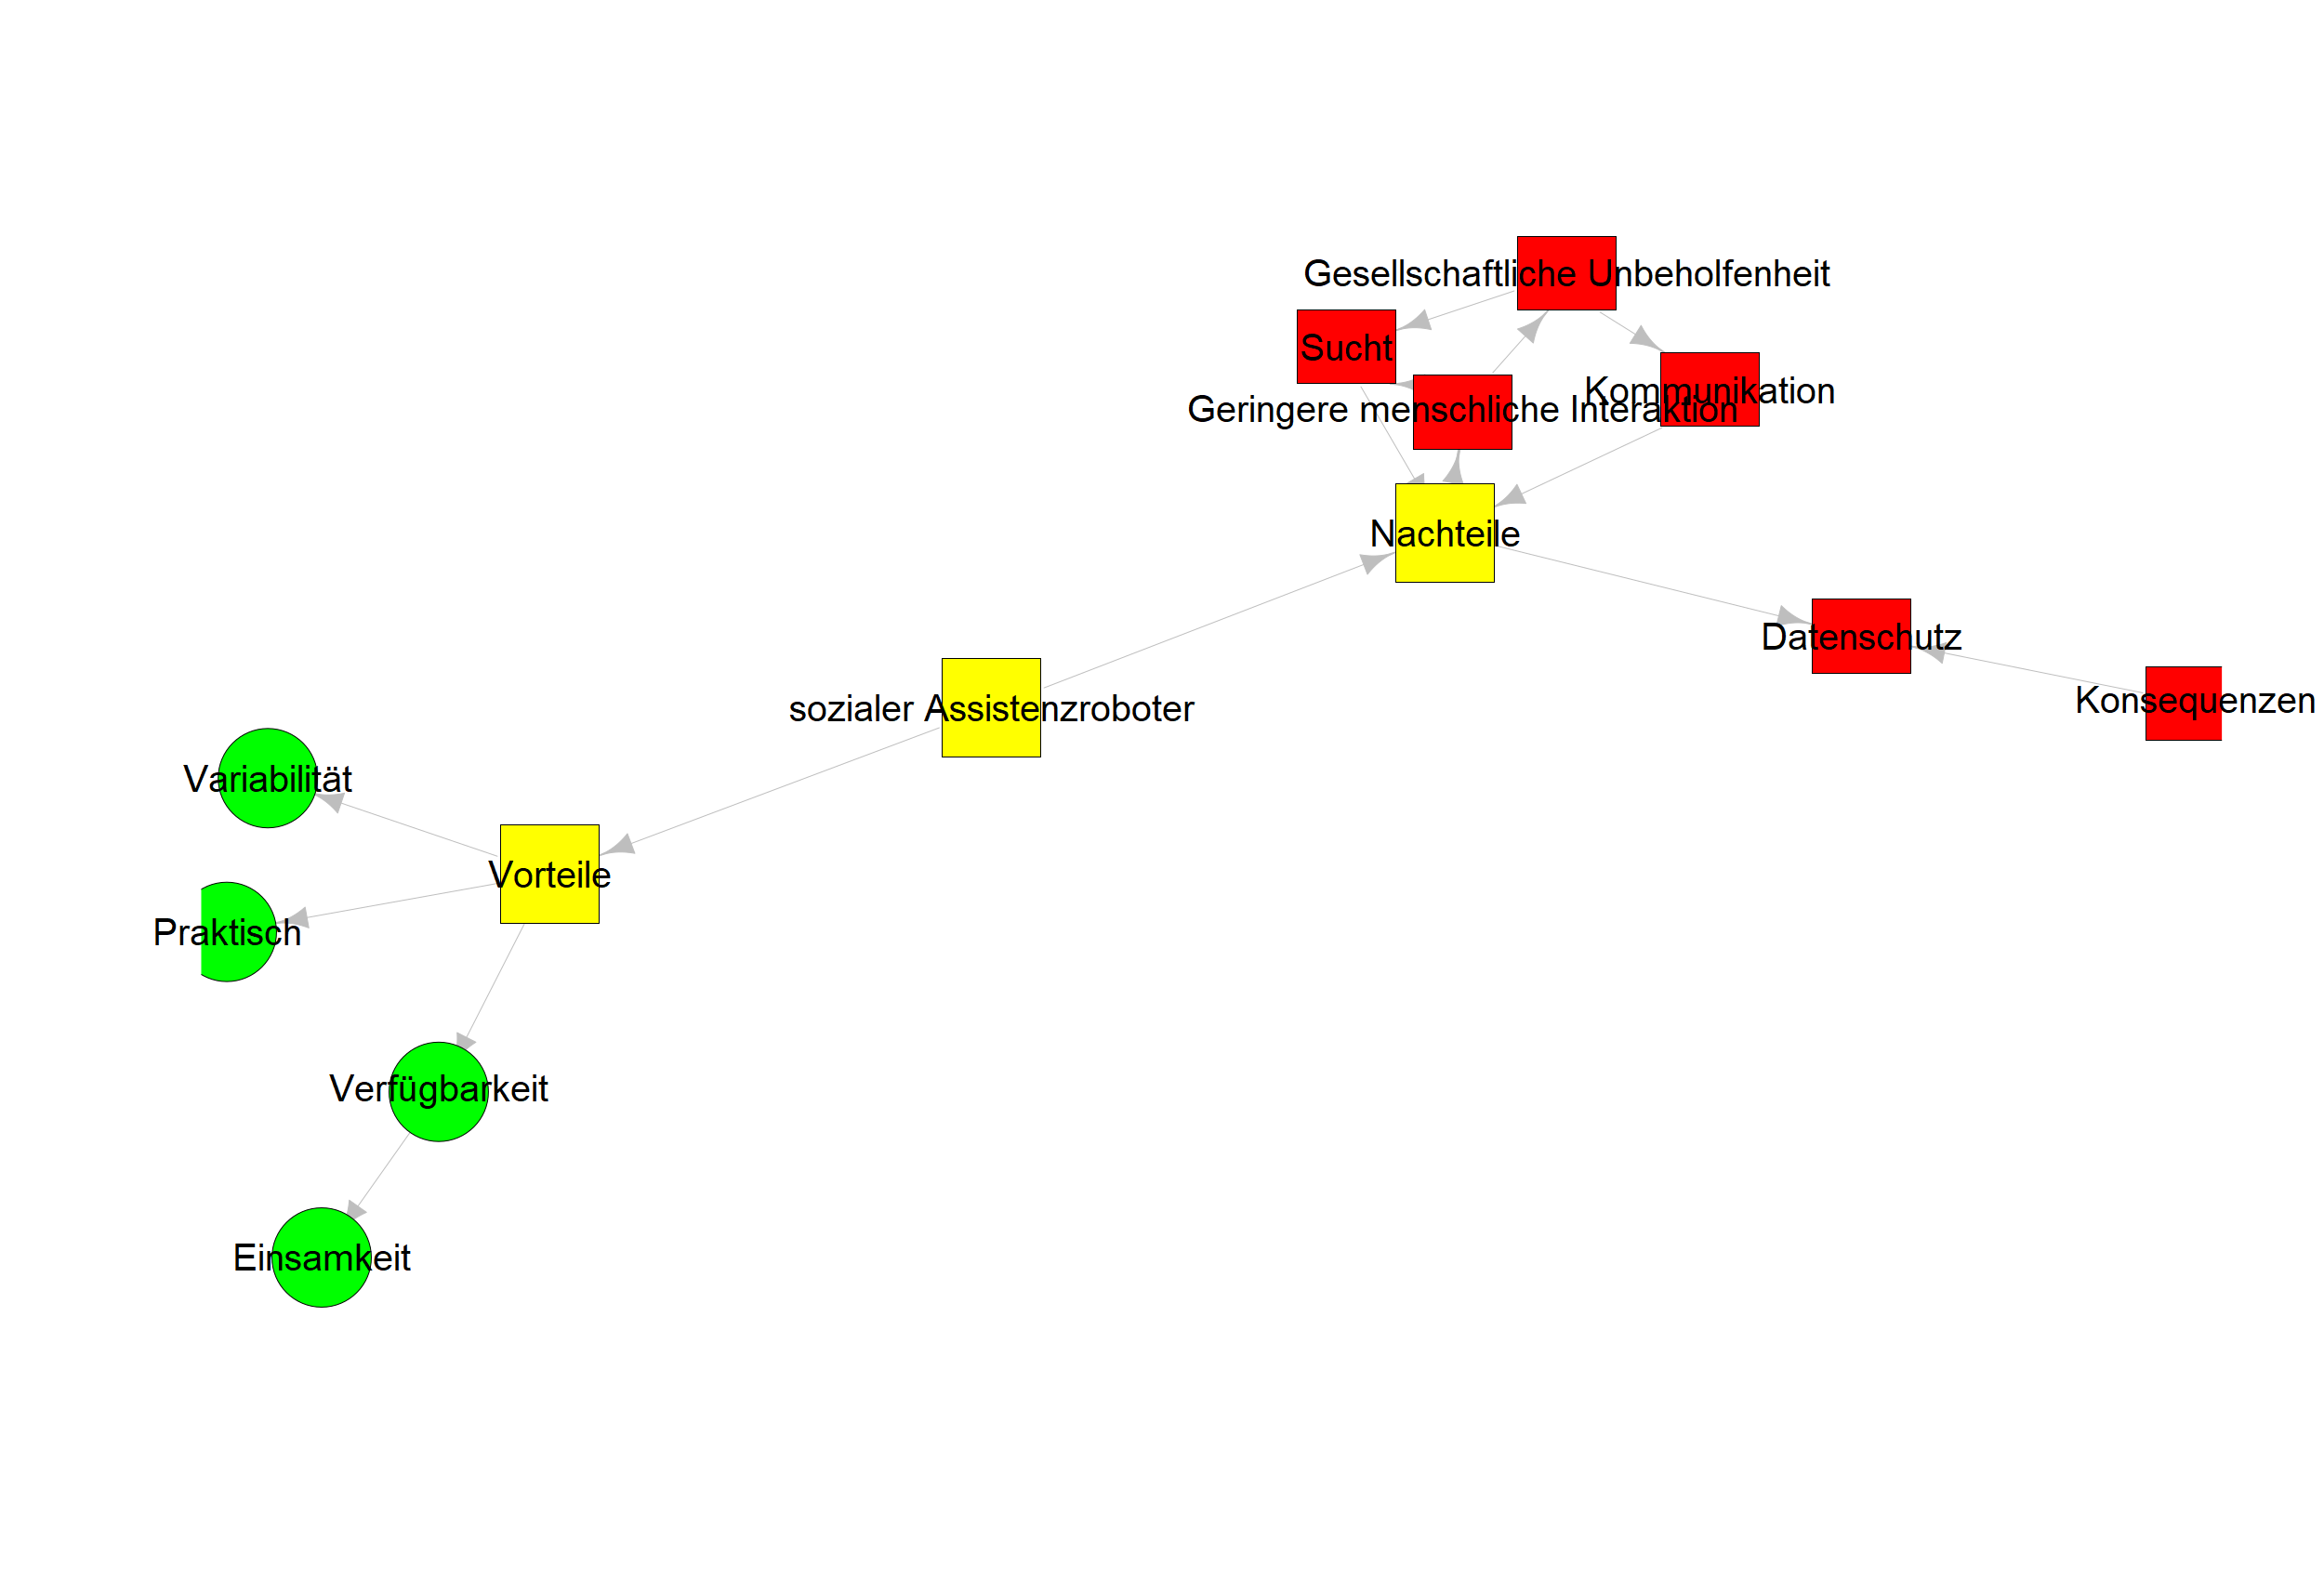 Gesellschaftliche Unbeholfenheit
Sucht
Kommunikation
Geringere menschliche Interaktion
Nachteile
Datenschutz
Konsequenzen
sozialer Assistenzroboter
Variabilität
Vorteile
Praktisch
Verfügbarkeit
Einsamkeit